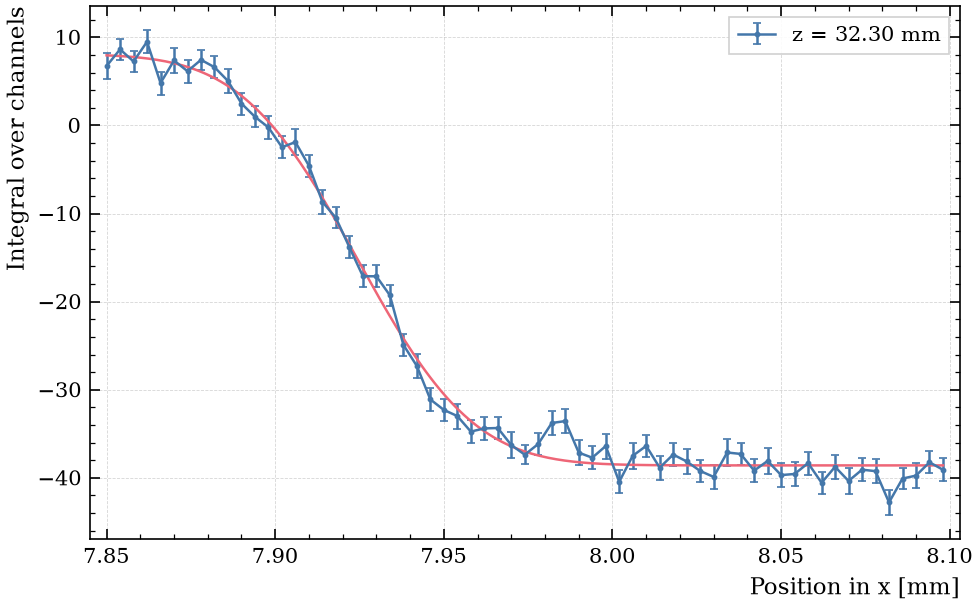 Integral over channels
10
0
−10
−20
−30
−40
z = 32.30 mm
7.85 7.90 7.95 8.00 8.05 8.10
Position in x [mm]